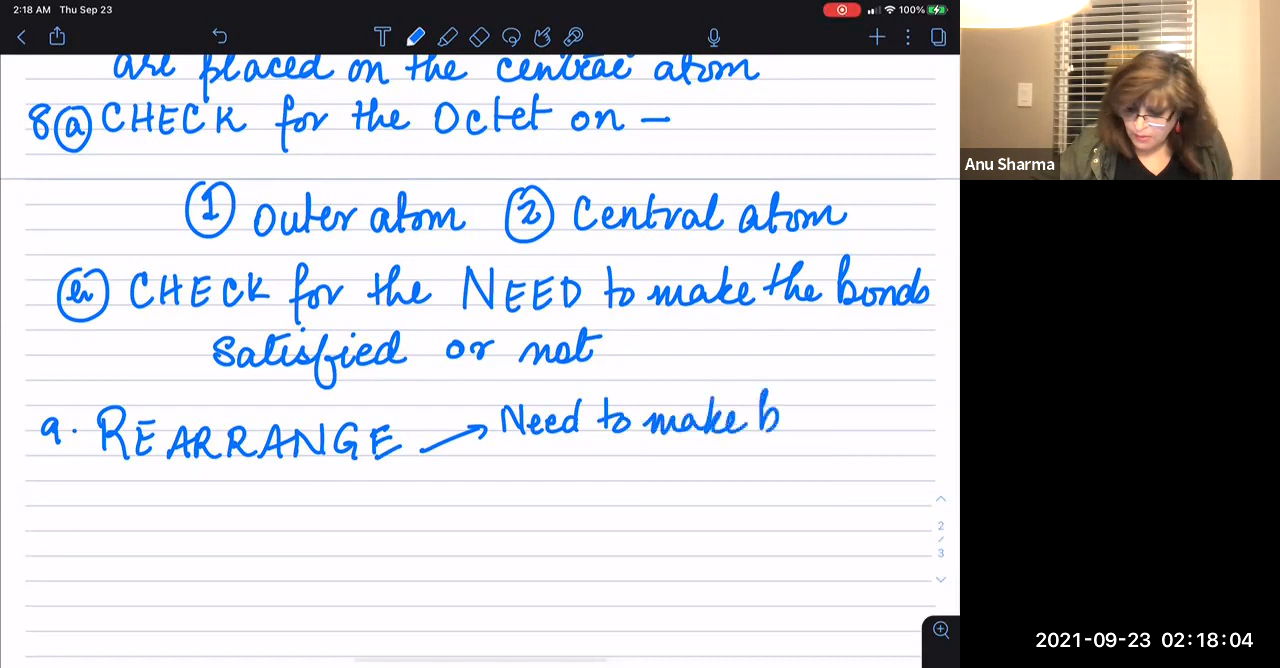 2:18 AM Thu Sep 23
100%
are placed on the central atom
8 a CHECK for the Octet on —
1 Outer atom 2 Central atom
CHECK for the NEED to make the bonds
Satisfied or not
9. REARRANGE → Need to make b
2
3
Anu Sharma
2021-09-23 02:18:04